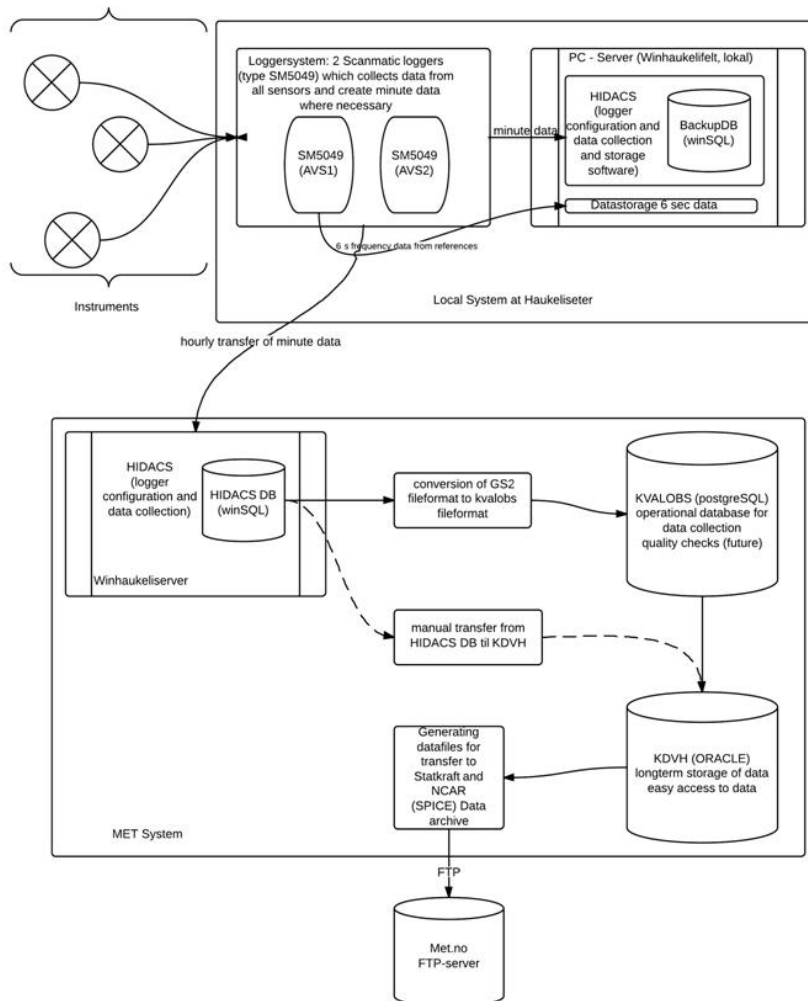 Loggersystem: 2 Scanmatic loggers
(type SM5049) which collects data from
all sensors and create minute data
where necessary
SM5049
(AVS1)
SM5049
(AVS2)
minute data
PC - Server (Winhaukelifelt, lokal)
HIDACS
(logger
configuration and
data collection
and storage
software)
BackupDB
(winSQL)
Datastorage 6 sec data
6 s frequency data from references
Instruments
Local System at Haukeliseter
hourly transfer of minute data
HIDACS
(logger
configuration and
data collection)
HIDACS DB
(winSQL)
Winhaukeliserver
conversion of GS2
fileformat to kvalobs
fileformat
KVALOBS (postgreSQL)
operational database for
data collection
quality checks (future)
manual transfer from
HIDACS DB til KDVH
Generating
datafiles for
transfer to
Statkraft and
NCAR
(SPICE) Data
archive
KDVH (ORACLE)
longterm storage of data
easy access to data
MET System
FTP
Met.no
FTP-server